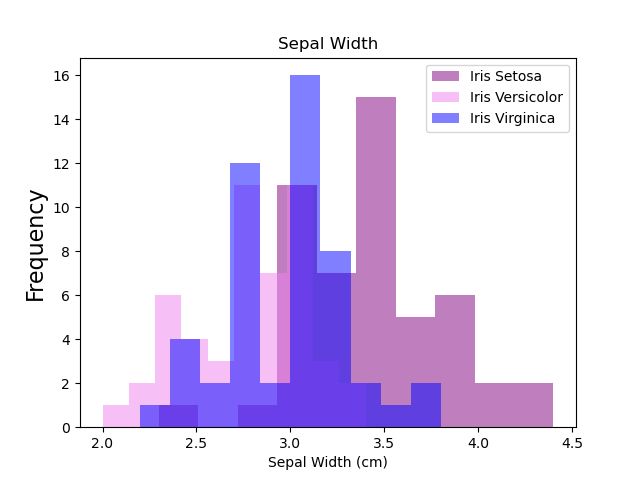 Sepal Width
Iris Setosa
Iris Versicolor
Iris Virginica
Frequency
16
14
12
10
8
6
4
2
0
2.0 2.5 3.0 3.5 4.0 4.5
Sepal Width (cm)